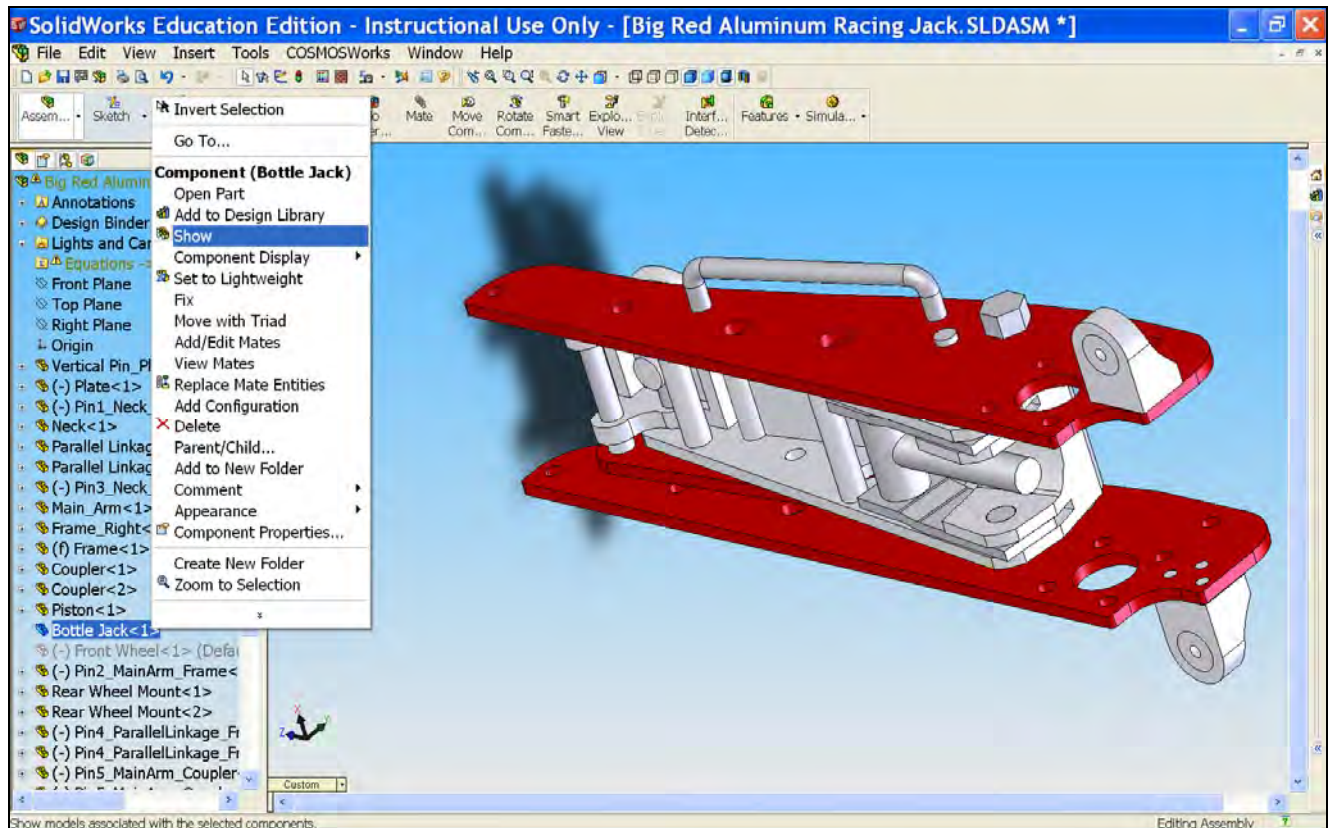 SolidWorks Education Edition - Instructional Use Only - [Big Red Aluminum Racing Jack.SLDASM *]
File Edit View Insert Tools COSMOSWorks Window Help
Assem... Sketch Mate Move Com... Rotate Com... Smart Faste... Explo... View Interf... Detec... Features Simula...
Invert Selection
Go To...
Component (Bottle Jack)
Open Part
Add to Design Library
Show
Component Display
Set to Lightweight
Fix
Move with Triad
Add/Edit Mates
View Mates
Replace Mate Entities
Add Configuration
Delete
Parent/Child...
Add to New Folder
Comment
Appearance
Component Properties...
Create New Folder
Zoom to Selection
Big Red Alumin
Annotations
Design Binder
Lights and Car
Equations ->
Front Plane
Top Plane
Right Plane
Origin
Vertical Pin_Pl
(-) Plate<1>
(-) Pin1_Neck_
Neck<1>
Parallel Linkag
Parallel Linkag
(-) Pin3_Neck_
Main_Arm<1>
Frame_Right<
(f) Frame<1>
Coupler<1>
Coupler<2>
Piston<1>
Bottle Jack<1>
(-) Front Wheel<1> (Defau
(-) Pin2_MainArm_Frame<
Rear Wheel Mount<1>
Rear Wheel Mount<2>
(-) Pin4_ParallelLinkage_Fr
(-) Pin4_ParallelLinkage_Fr
(-) Pin5_MainArm_Coupler
X
Y
Z
Custom
Show models associated with the selected components.
Editing Assembly